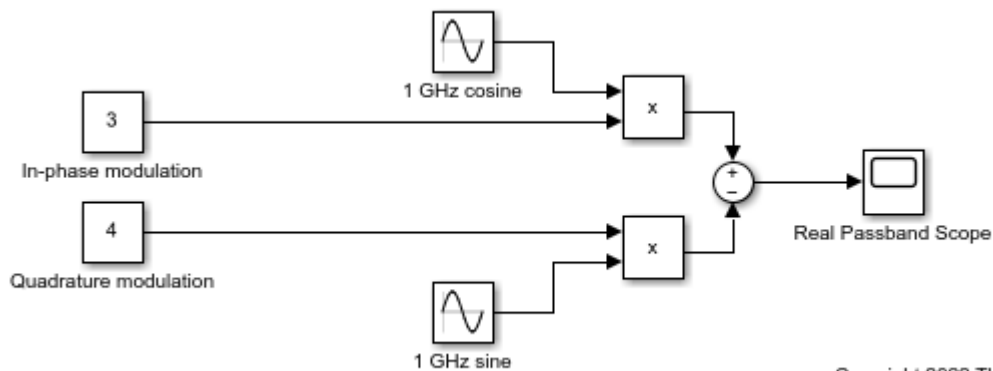 1 GHz cosine
x
3
In-phase modulation
+
−
4
Real Passband Scope
x
Quadrature modulation
1 GHz sine